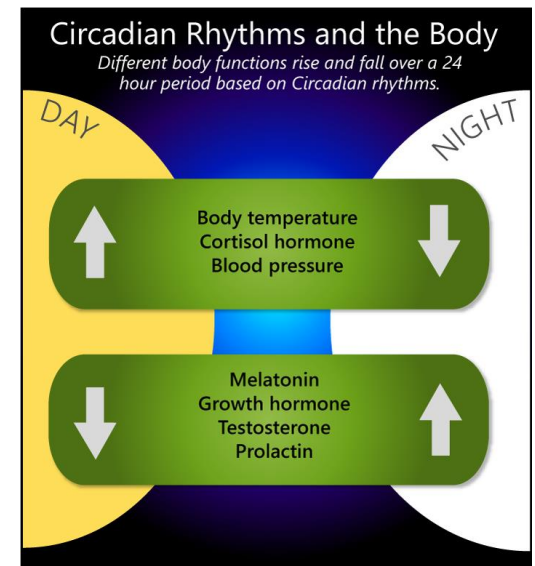 Circadian Rhythms and the Body
Different body functions rise and fall over a 24
hour period based on Circadian rhythms.
DAY
NIGHT
Body temperature
Cortisol hormone
Blood pressure
Melatonin
Growth hormone
Testosterone
Prolactin